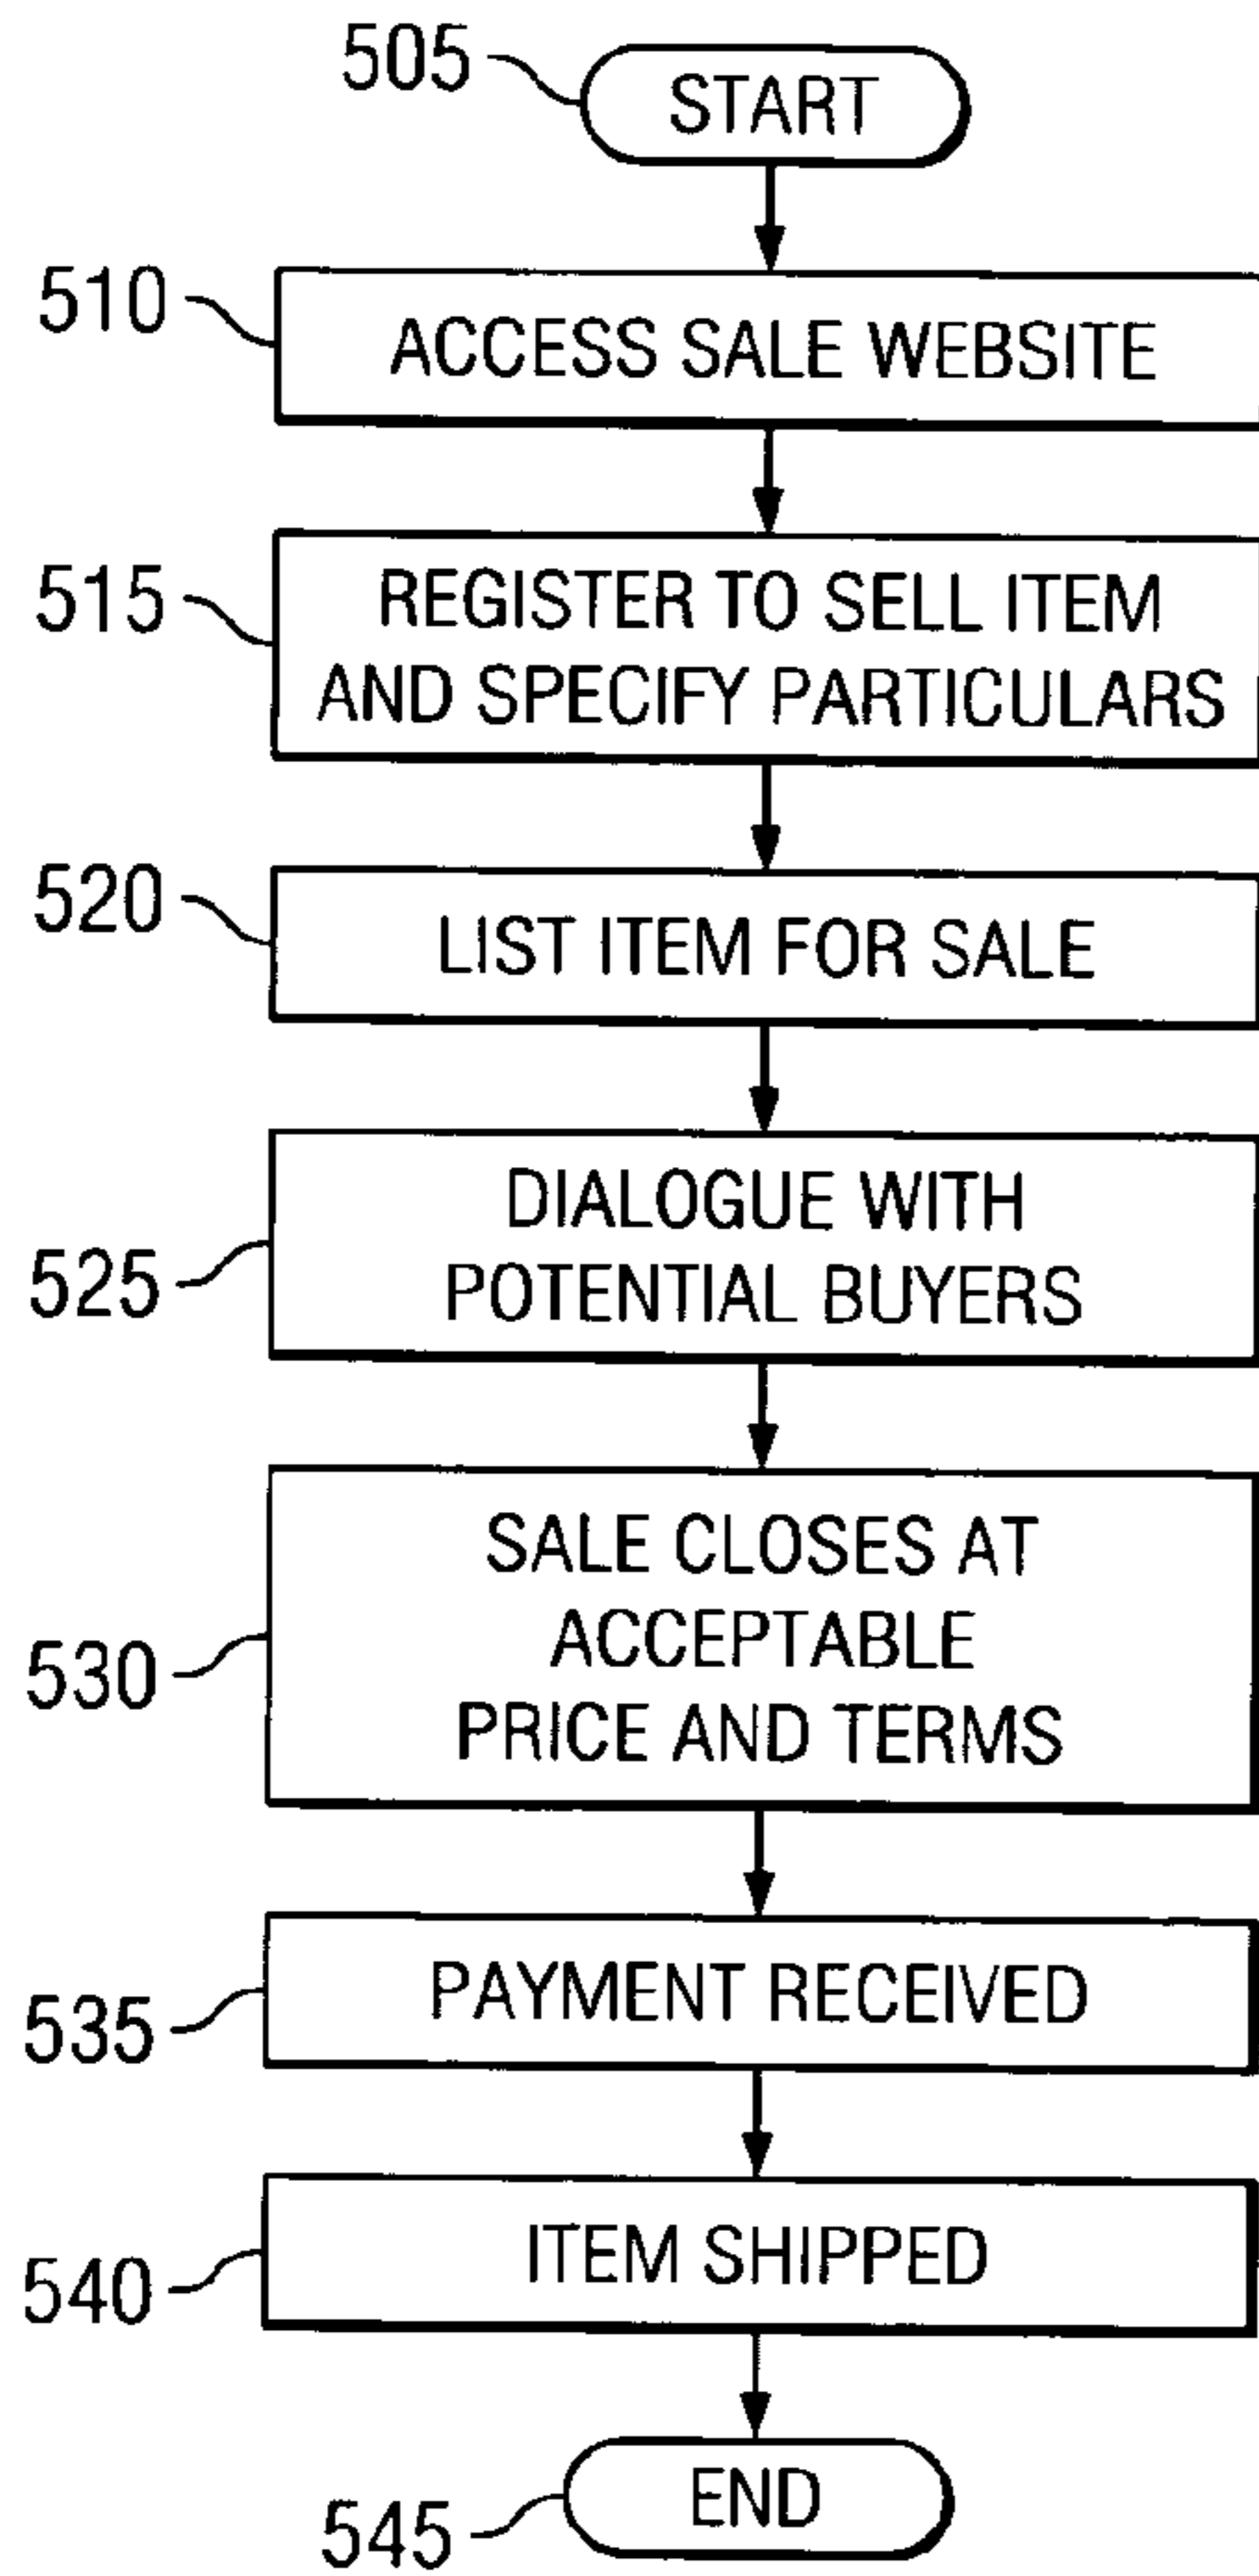 505
START
510
ACCESS SALE WEBSITE
515
REGISTER TO SELL ITEM
AND SPECIFY PARTICULARS
520
LIST ITEM FOR SALE
525
DIALOGUE WITH
POTENTIAL BUYERS
530
SALE CLOSES AT
ACCEPTABLE
PRICE AND TERMS
535
PAYMENT RECEIVED
540
ITEM SHIPPED
545
END